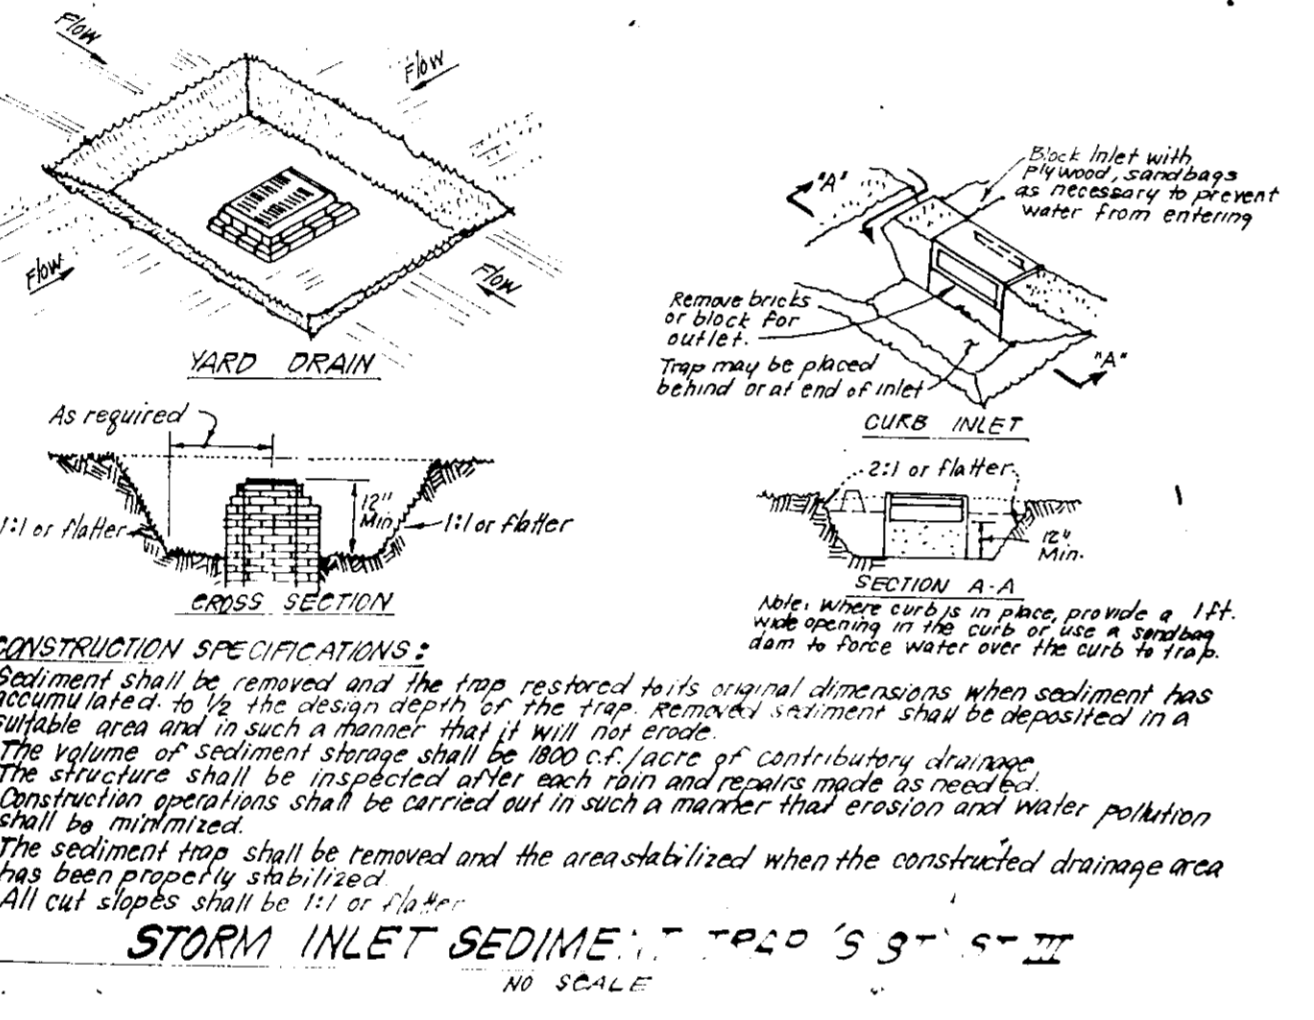 Flow
Flow
Flow
Flow
YARD DRAIN
Block Inlet with
plywood, sandbags
as necessary to prevent
water from entering
"A"
Remove bricks
or block for
outlet.
Trap may be placed
behind or at end of inlet
"A"
CURB INLET
As required
12"
Min.
1:1 or flatter
1:1 or flatter
CROSS SECTION
2:1 or flatter
12"
Min.
SECTION A-A
Note: Where curb is in place, provide a 1 ft.
wide opening in the curb or use a sandbag
dam to force water over the curb to trap.
CONSTRUCTION SPECIFICATIONS:
Sediment shall be removed and the trap restored to its original dimensions when sediment has
accumulated. to 1/2 the design depth of the trap. Removed sediment shall be deposited in a
suitable area and in such a manner that it will not erode.
The volume of sediment storage shall be 1800 c.f./acre of contributory drainage
The structure shall be inspected after each rain and repairs made as needed.
Construction operations shall be carried out in such a manner that erosion and water pollution
shall be minimized.
The sediment trap shall be removed and the area stabilized when the constructed drainage area
has been properly stabilized.
All cut slopes shall be 1:1 or flatter
STORM INLET SEDIMENT TRAP III
NO SCALE